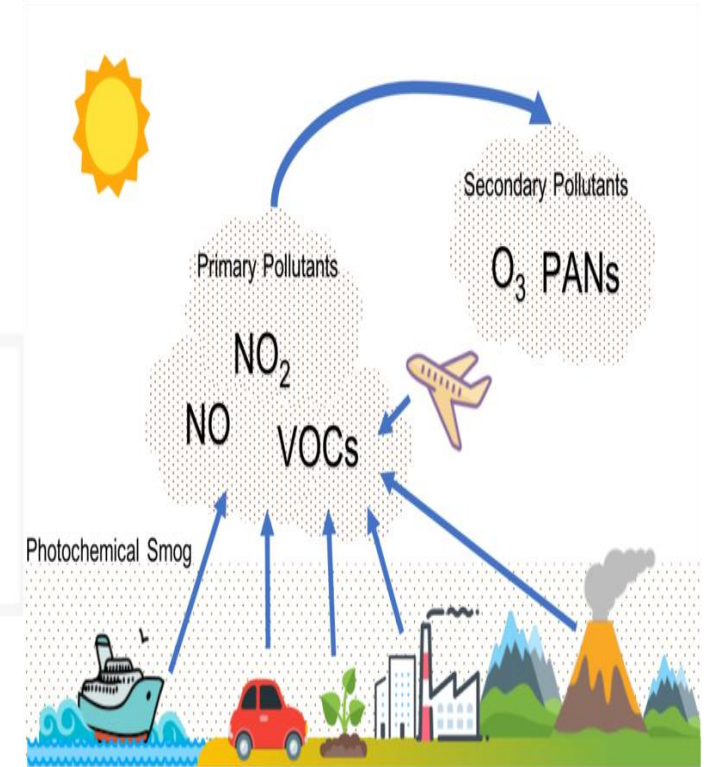 Secondary Pollutants
O₃ PANs
Primary Pollutants
NO₂
NO
VOCs
Photochemical Smog